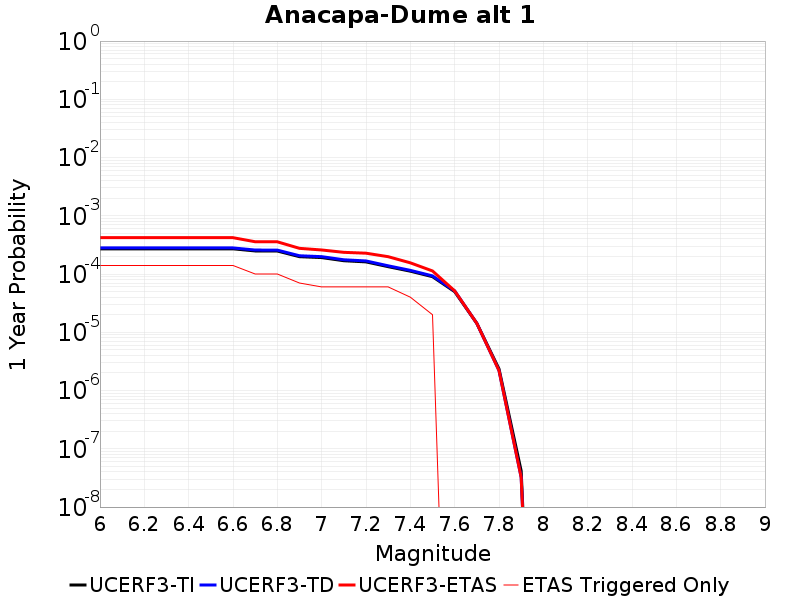 Anacapa-Dume alt 1
1 Year Probability
10^0
10^-1
10^-2
10^-3
10^-4
10^-5
10^-6
10^-7
10^-8
6 6.2 6.4 6.6 6.8 7 7.2 7.4 7.6 7.8 8 8.2 8.4 8.6 8.8 9
Magnitude
UCERF3-TI UCERF3-TD UCERF3-ETAS ETAS Triggered Only